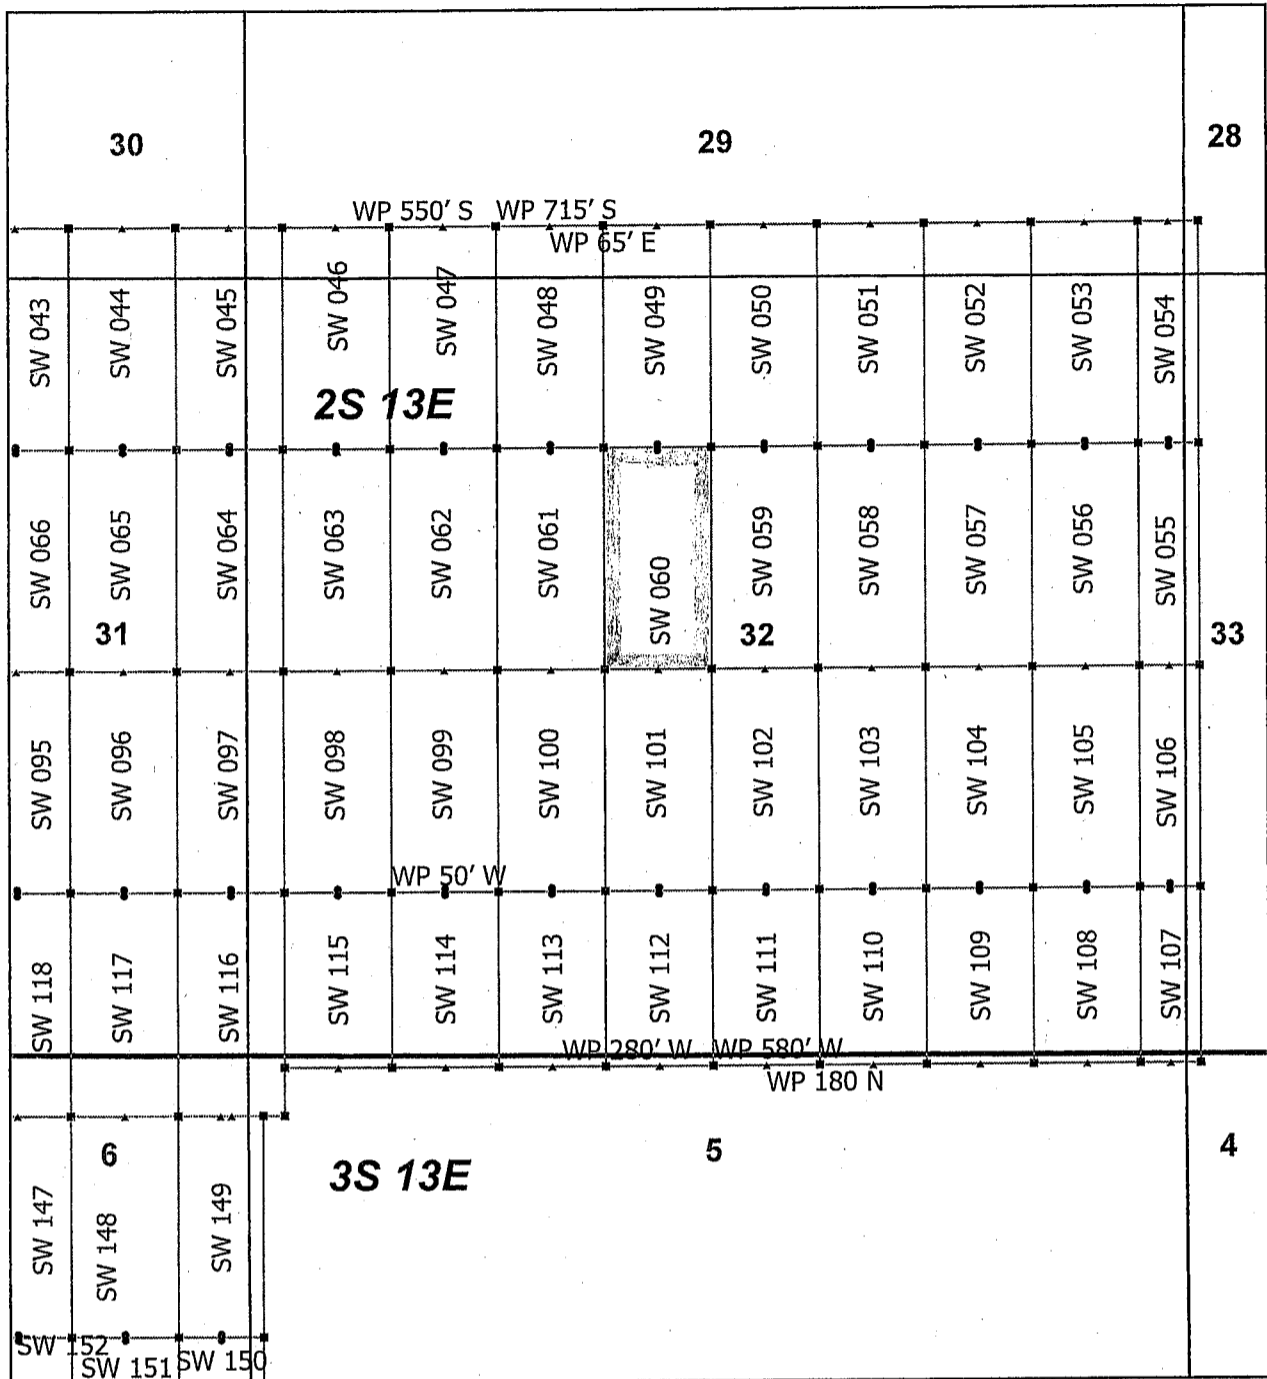 30
29
28
WP 550' S
WP 715' S
WP 65' E
SW 043
SW 044
SW 045
SW 046
SW 047
SW 048
SW 049
SW 050
SW 051
SW 052
SW 053
SW 054
2S 13E
SW 066
SW 065
SW 064
SW 063
SW 062
SW 061
SW 060
SW 059
SW 058
SW 057
SW 056
SW 055
31
32
33
SW 095
SW 096
SW 097
SW 098
SW 099
SW 100
SW 101
SW 102
SW 103
SW 104
SW 105
SW 106
WP 50' W
SW 118
SW 117
SW 116
SW 115
SW 114
SW 113
SW 112
SW 111
SW 110
SW 109
SW 108
SW 107
WP 280' W
WP 580' W
WP 180 N
6
3S 13E
5
4
SW 147
SW 148
SW 149
SW 152
SW 151
SW 150